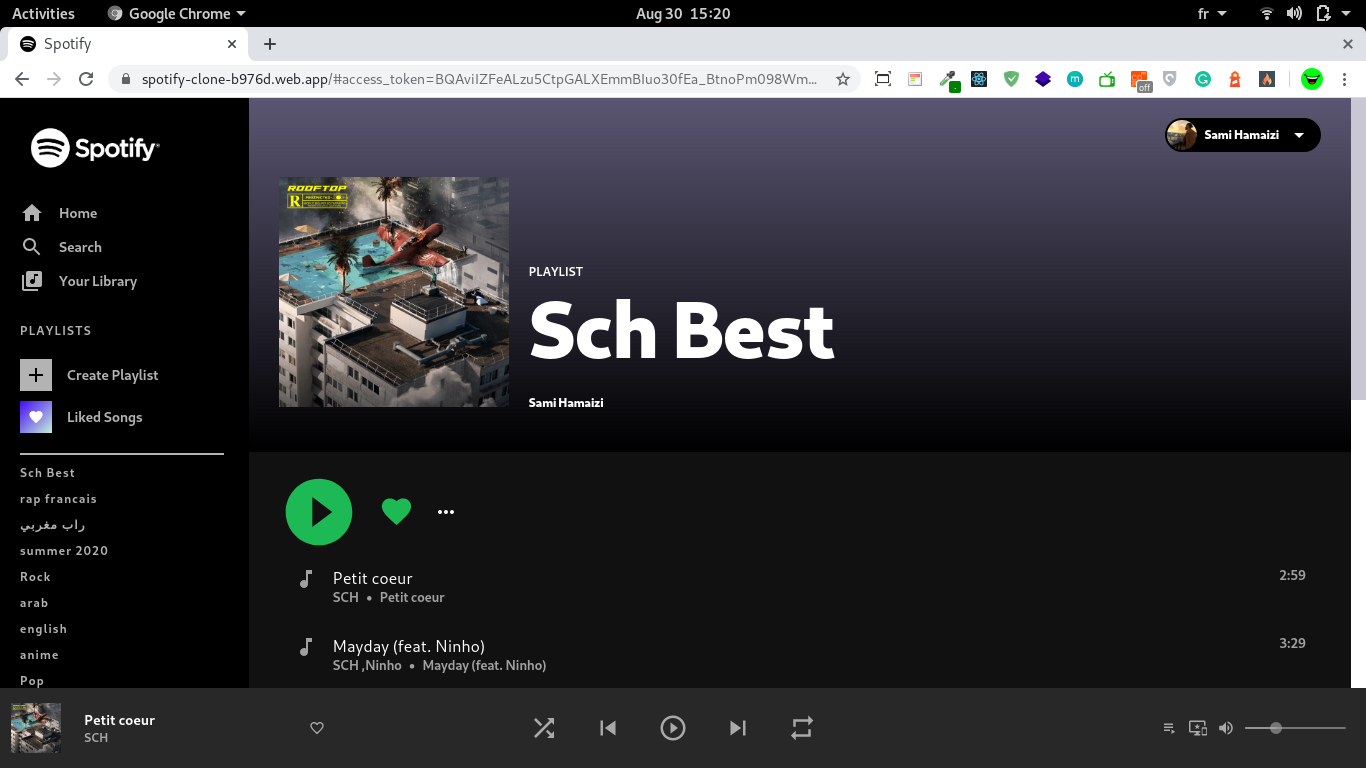 Activities
Google Chrome
Aug 30 15:20
fr
Spotify
spotify-clone-b976d.web.app/#access_token=BQAviIZFeALzu5CtpGALXEmmBIuo30fEa_BtnoPm098Wm...
off
Spotify
Sami Hamaizi
Home
Search
Your Library
PLAYLISTS
Create Playlist
Liked Songs
Sch Best
rap francais
راب مغربي
summer 2020
Rock
arab
english
anime
Pop
ROOFTOP
R
PLAYLIST
Sch Best
Sami Hamaizi
Petit coeur
2:59
SCH • Petit coeur
Mayday (feat. Ninho)
3:29
SCH ,Ninho • Mayday (feat. Ninho)
Petit coeur
SCH